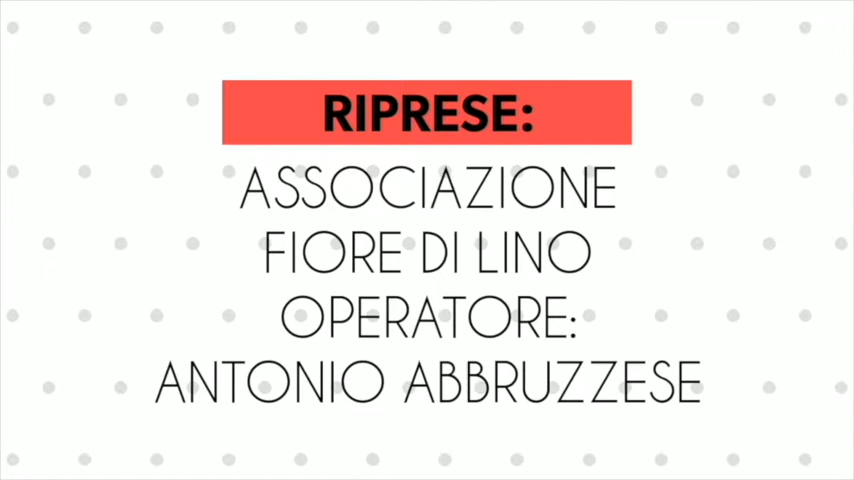 RIPRESE:
ASSOCIAZIONE
FIORE DI LINO
OPERATORE:
ANTONIO ABBRUZZESE